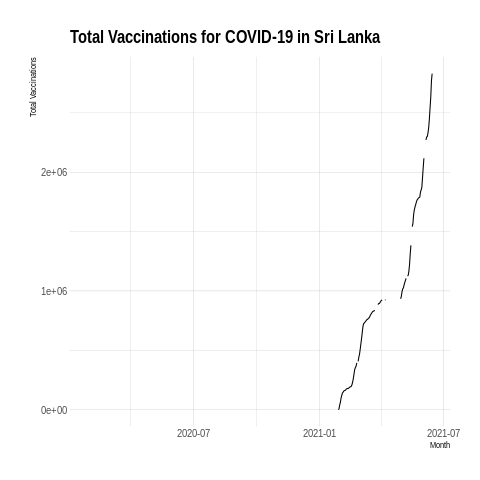 Total Vaccinations for COVID-19 in Sri Lanka
Total Vaccinations
2e+06
1e+06
0e+00
2020-07
2021-01
2021-07
Month